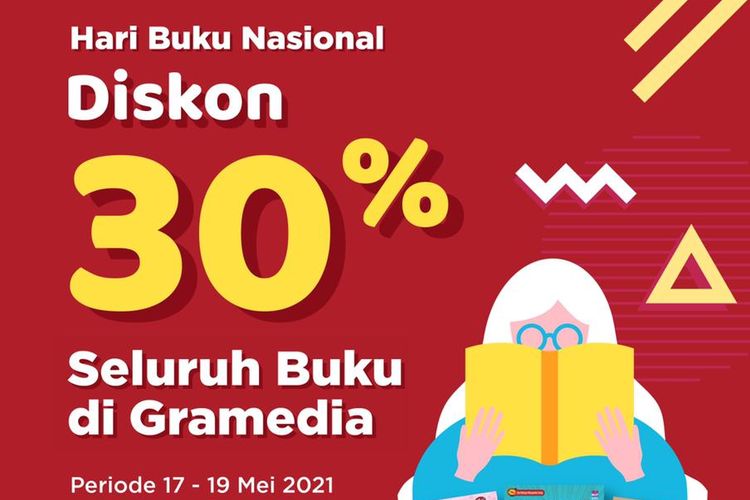 Hari Buku Nasional
Diskon
30%
Seluruh Buku
di Gramedia
Periode 17 - 19 Mei 2021